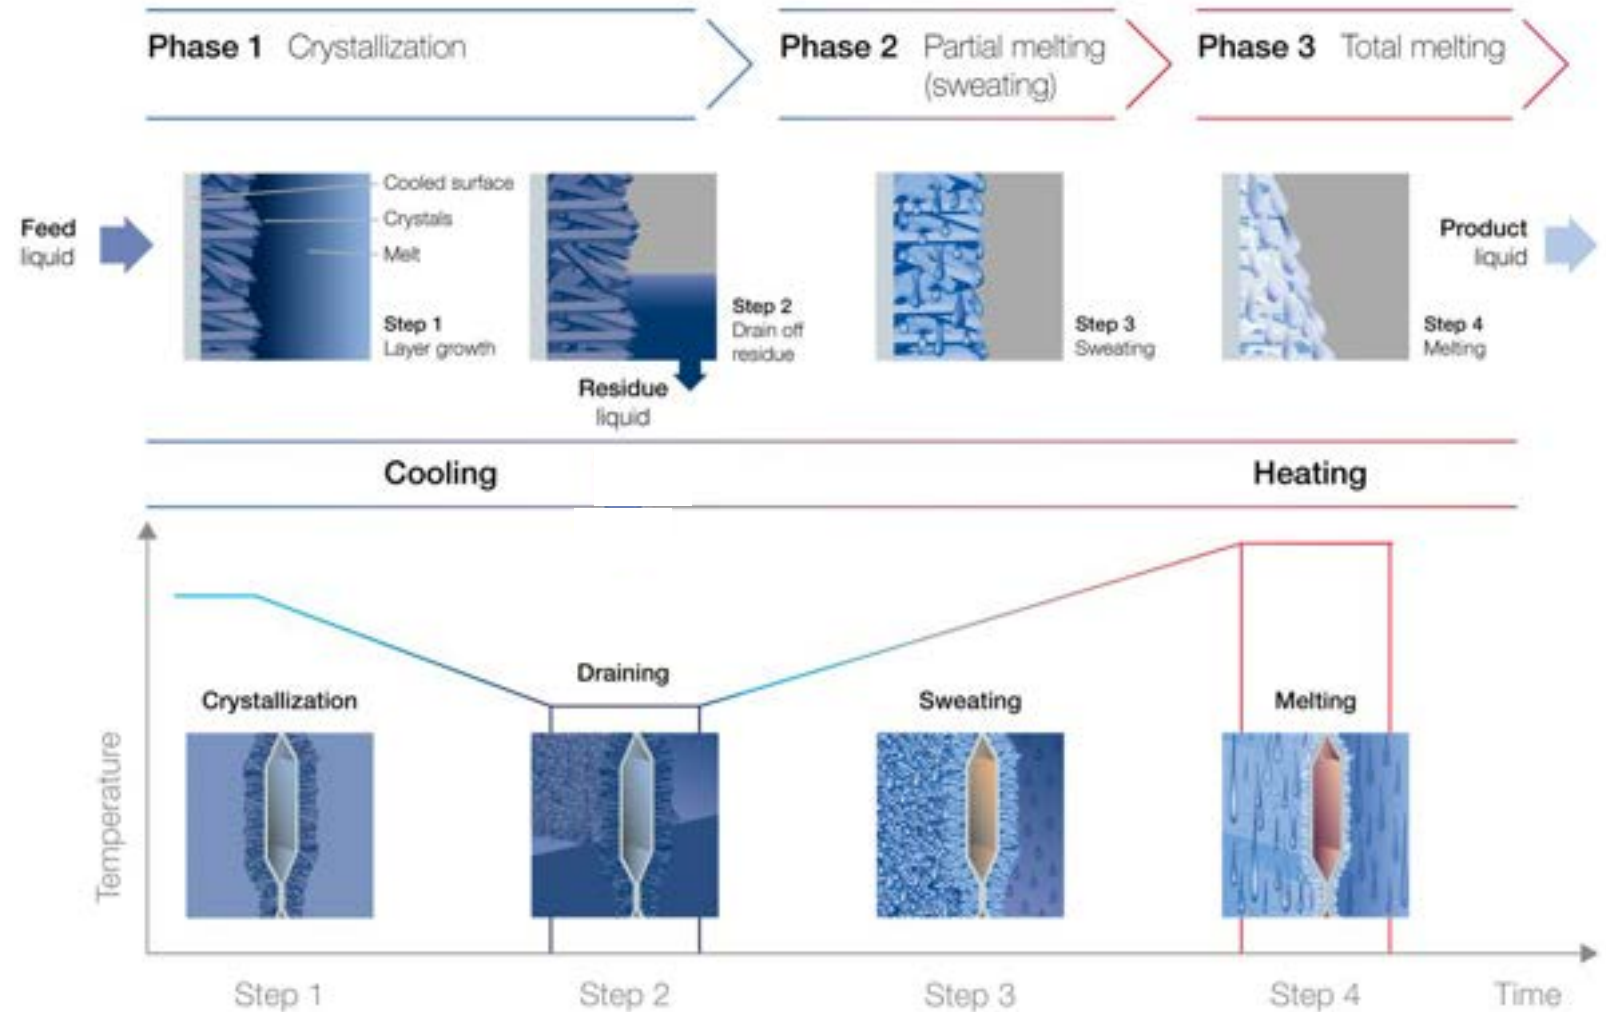 Phase 1 Crystallization
Phase 2 Partial melting
(sweating)
Phase 3 Total melting
Feed
liquid
Cooled surface
Crystals
Melt
Step 1
Layer growth
Step 2
Drain off
residue
Residue
liquid
Step 3
Sweating
Step 4
Melting
Product
liquid
Cooling
Heating
Temperature
Crystallization
Draining
Sweating
Melting
Step 1
Step 2
Step 3
Step 4
Time